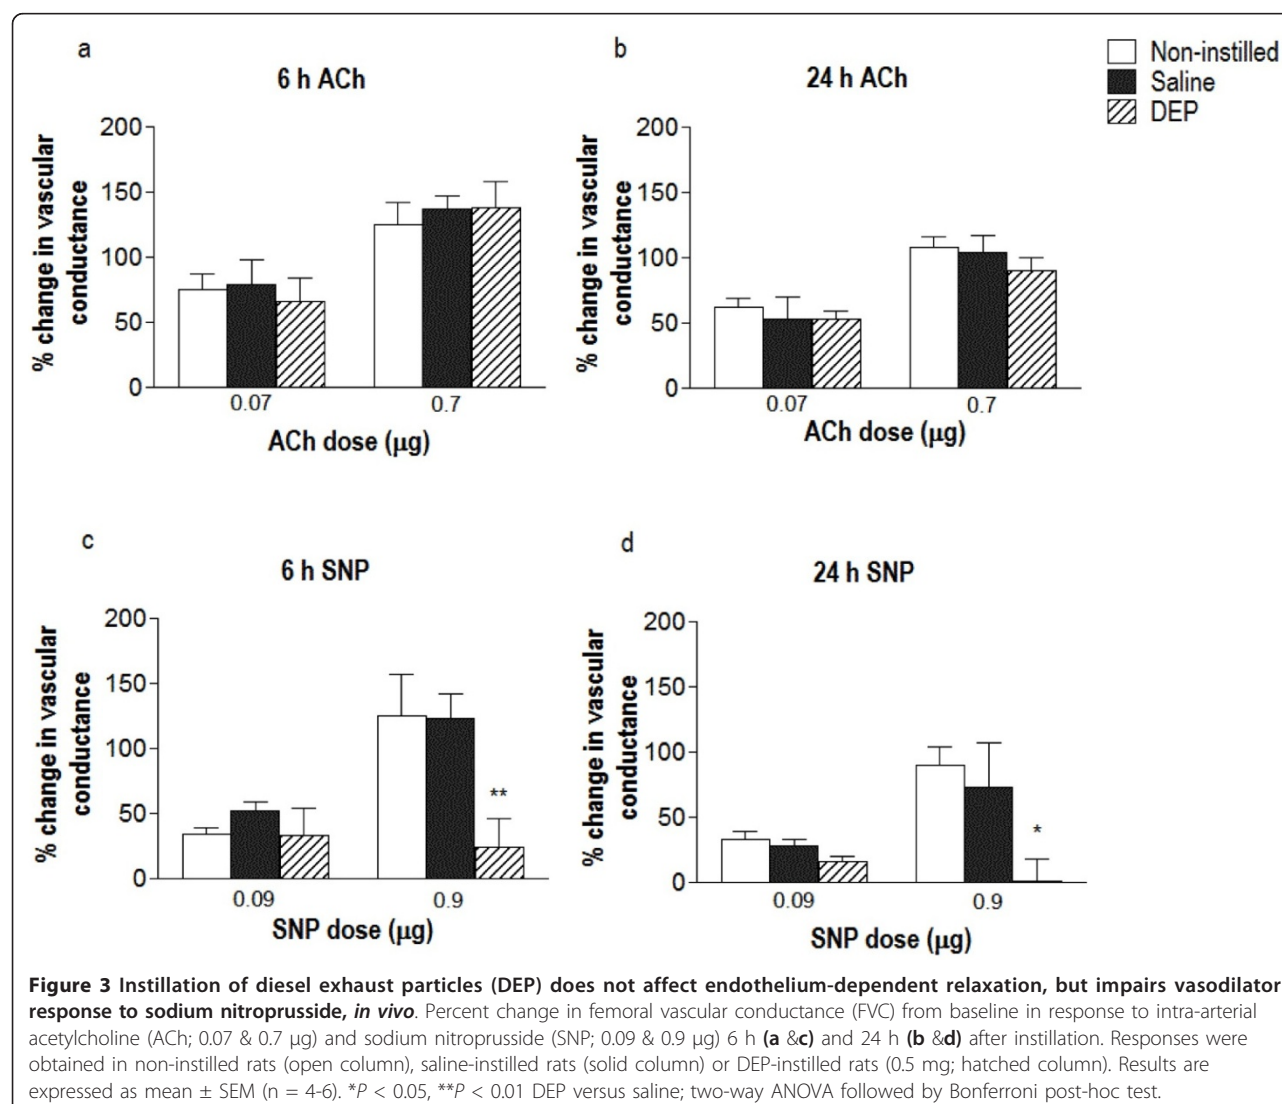 a
6 h ACh
% change in vascular
conductance
200
150
100
50
0
0.07
0.7
ACh dose (µg)
b
24 h ACh
% change in vascular
conductance
200
150
100
50
0
0.07
0.7
ACh dose (µg)
Non-instilled
Saline
DEP
c
6 h SNP
% change in vascular
conductance
200
150
100
50
0
**
0.09
0.9
SNP dose (µg)
d
24 h SNP
% change in vascular
conductance
200
150
100
50
0
*
0.09
0.9
SNP dose (µg)
Figure 3 Instillation of diesel exhaust particles (DEP) does not affect endothelium-dependent relaxation, but impairs vasodilator
response to sodium nitroprusside, in vivo. Percent change in femoral vascular conductance (FVC) from baseline in response to intra-arterial
acetylcholine (ACh; 0.07 & 0.7 µg) and sodium nitroprusside (SNP; 0.09 & 0.9 µg) 6 h (a &c) and 24 h (b &d) after instillation. Responses were
obtained in non-instilled rats (open column), saline-instilled rats (solid column) or DEP-instilled rats (0.5 mg; hatched column). Results are
expressed as mean ± SEM (n = 4-6). *P < 0.05, **P < 0.01 DEP versus saline; two-way ANOVA followed by Bonferroni post-hoc test.